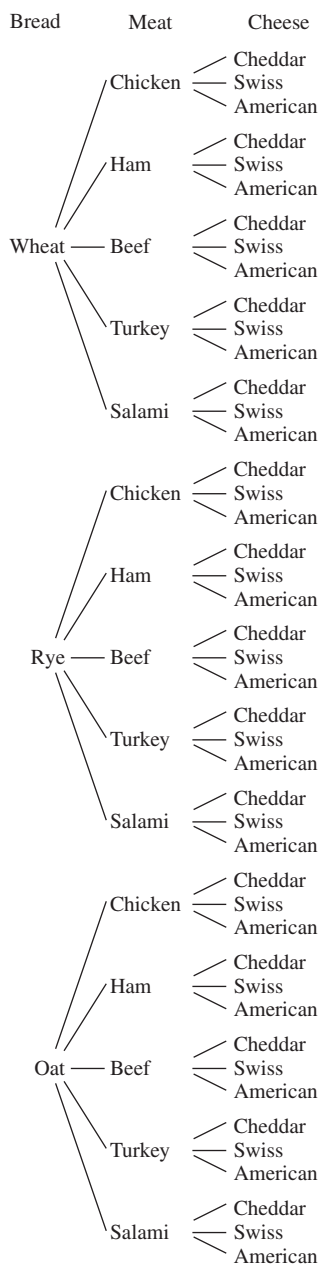 Bread Meat Cheese
Cheddar
Chicken Swiss
American
Cheddar
Ham Swiss
American
Cheddar
Wheat Beef Swiss
American
Cheddar
Turkey Swiss
American
Cheddar
Salami Swiss
American
Cheddar
Chicken Swiss
American
Cheddar
Ham Swiss
American
Cheddar
Rye Beef Swiss
American
Cheddar
Turkey Swiss
American
Cheddar
Salami Swiss
American
Cheddar
Chicken Swiss
American
Cheddar
Ham Swiss
American
Cheddar
Oat Beef Swiss
American
Cheddar
Turkey Swiss
American
Cheddar
Salami Swiss
American